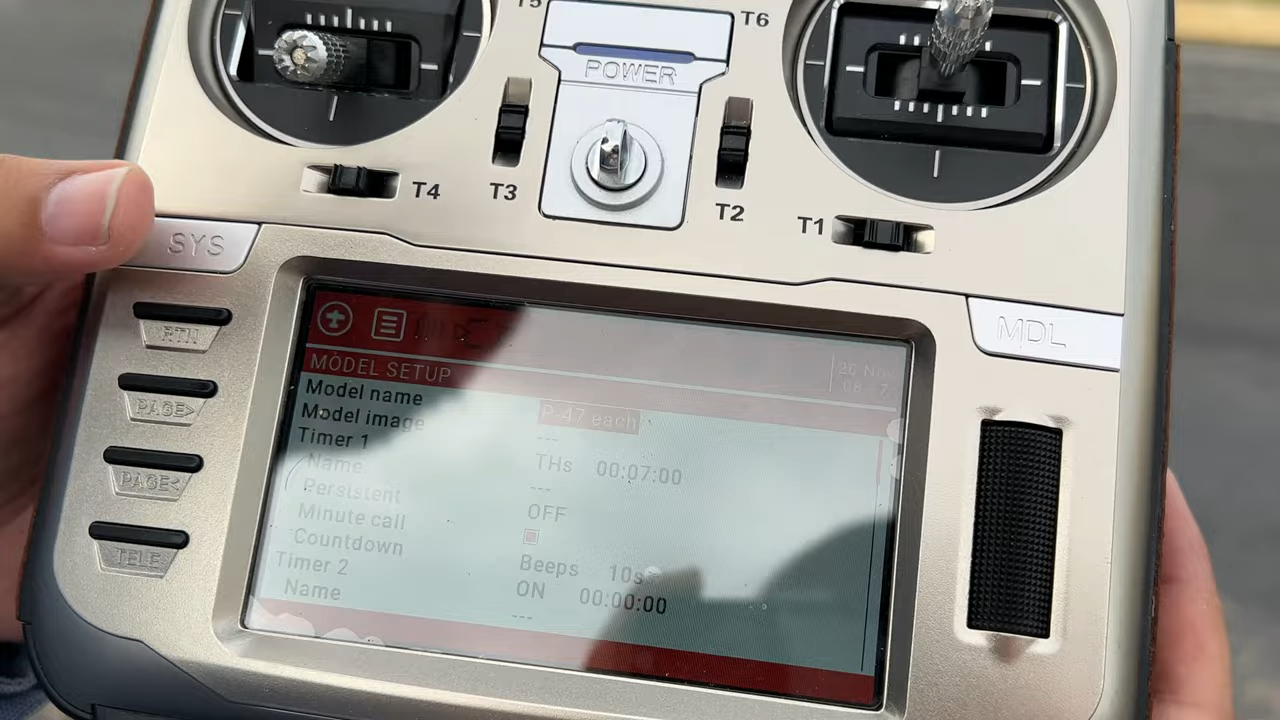 T5
T6
POWER
T4
T3
T2
T1
SYS
RTN
PAGE>
PAGE<
TELE
MDL
MODEL SETUP
26 Nov
Model name P-47 each
Model image ---
Timer 1 THs 00:07:00
Name ---
Persistent OFF
Minute call
Countdown Beeps 10s
Timer 2 ON 00:00:00
Name ---